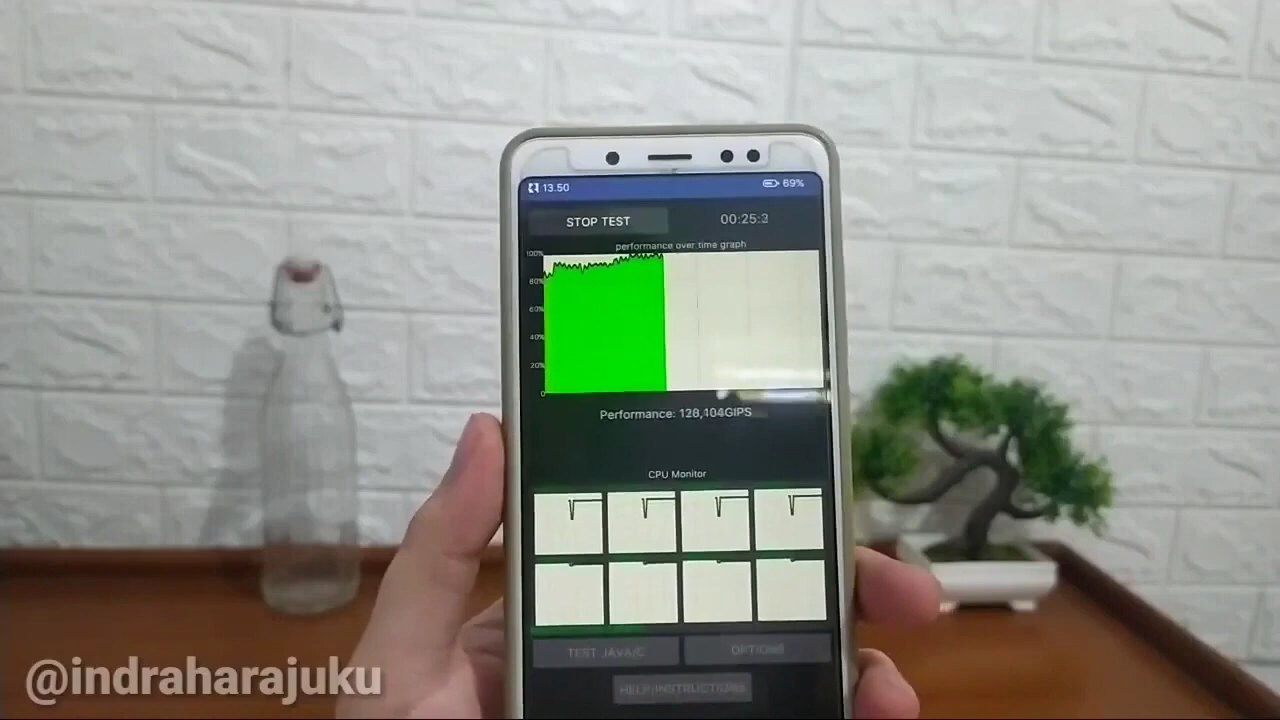 13.50 69%
STOP TEST 00:25:3
performance over time graph
100%
80%
60%
40%
20%
0
Performance: 128,104GIPS
CPU Monitor
TEST JAVA/C OPTIONS
HELP/INSTRUCTIONS
@indraharajuku